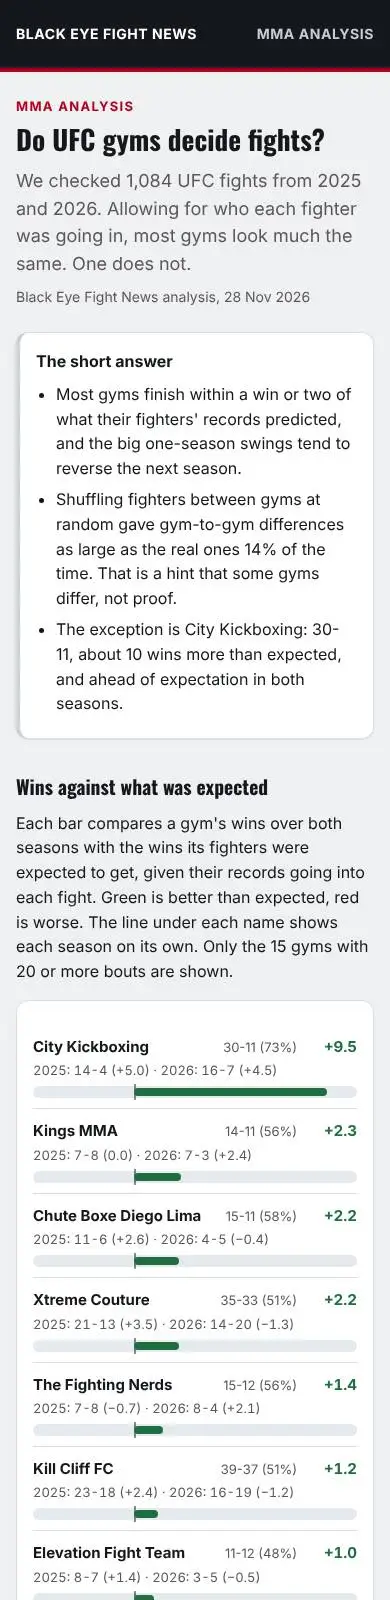 BLACK EYE FIGHT NEWS
MMA ANALYSIS
MMA ANALYSIS
Do UFC gyms decide fights?
We checked 1,084 UFC fights from 2025
and 2026. Allowing for who each fighter
was going in, most gyms look much the
same. One does not.
Black Eye Fight News analysis, 28 Nov 2026
The short answer
• Most gyms finish within a win or two of
what their fighters' records predicted,
and the big one-season swings tend to
reverse the next season.
• Shuffling fighters between gyms at
random gave gym-to-gym differences
as large as the real ones 14% of the
time. That is a hint that some gyms
differ, not proof.
• The exception is City Kickboxing: 30-
11, about 10 wins more than expected,
and ahead of expectation in both
seasons.
Wins against what was expected
Each bar compares a gym's wins over both
seasons with the wins its fighters were
expected to get, given their records going into
each fight. Green is better than expected, red
is worse. The line under each name shows
each season on its own. Only the 15 gyms with
20 or more bouts are shown.
City Kickboxing 30-11 (73%) +9.5
2025: 14-4 (+5.0) · 2026: 16-7 (+4.5)
Kings MMA 14-11 (56%) +2.3
2025: 7-8 (0.0) · 2026: 7-3 (+2.4)
Chute Boxe Diego Lima 15-11 (58%) +2.2
2025: 11-6 (+2.6) · 2026: 4-5 (−0.4)
Xtreme Couture 35-33 (51%) +2.2
2025: 21-13 (+3.5) · 2026: 14-20 (−1.3)
The Fighting Nerds 15-12 (56%) +1.4
2025: 7-8 (−0.7) · 2026: 8-4 (+2.1)
Kill Cliff FC 39-37 (51%) +1.2
2025: 23-18 (+2.4) · 2026: 16-19 (−1.2)
Elevation Fight Team 11-12 (48%) +1.0
2025: 8-7 (+1.4) · 2026: 3-5 (−0.5)